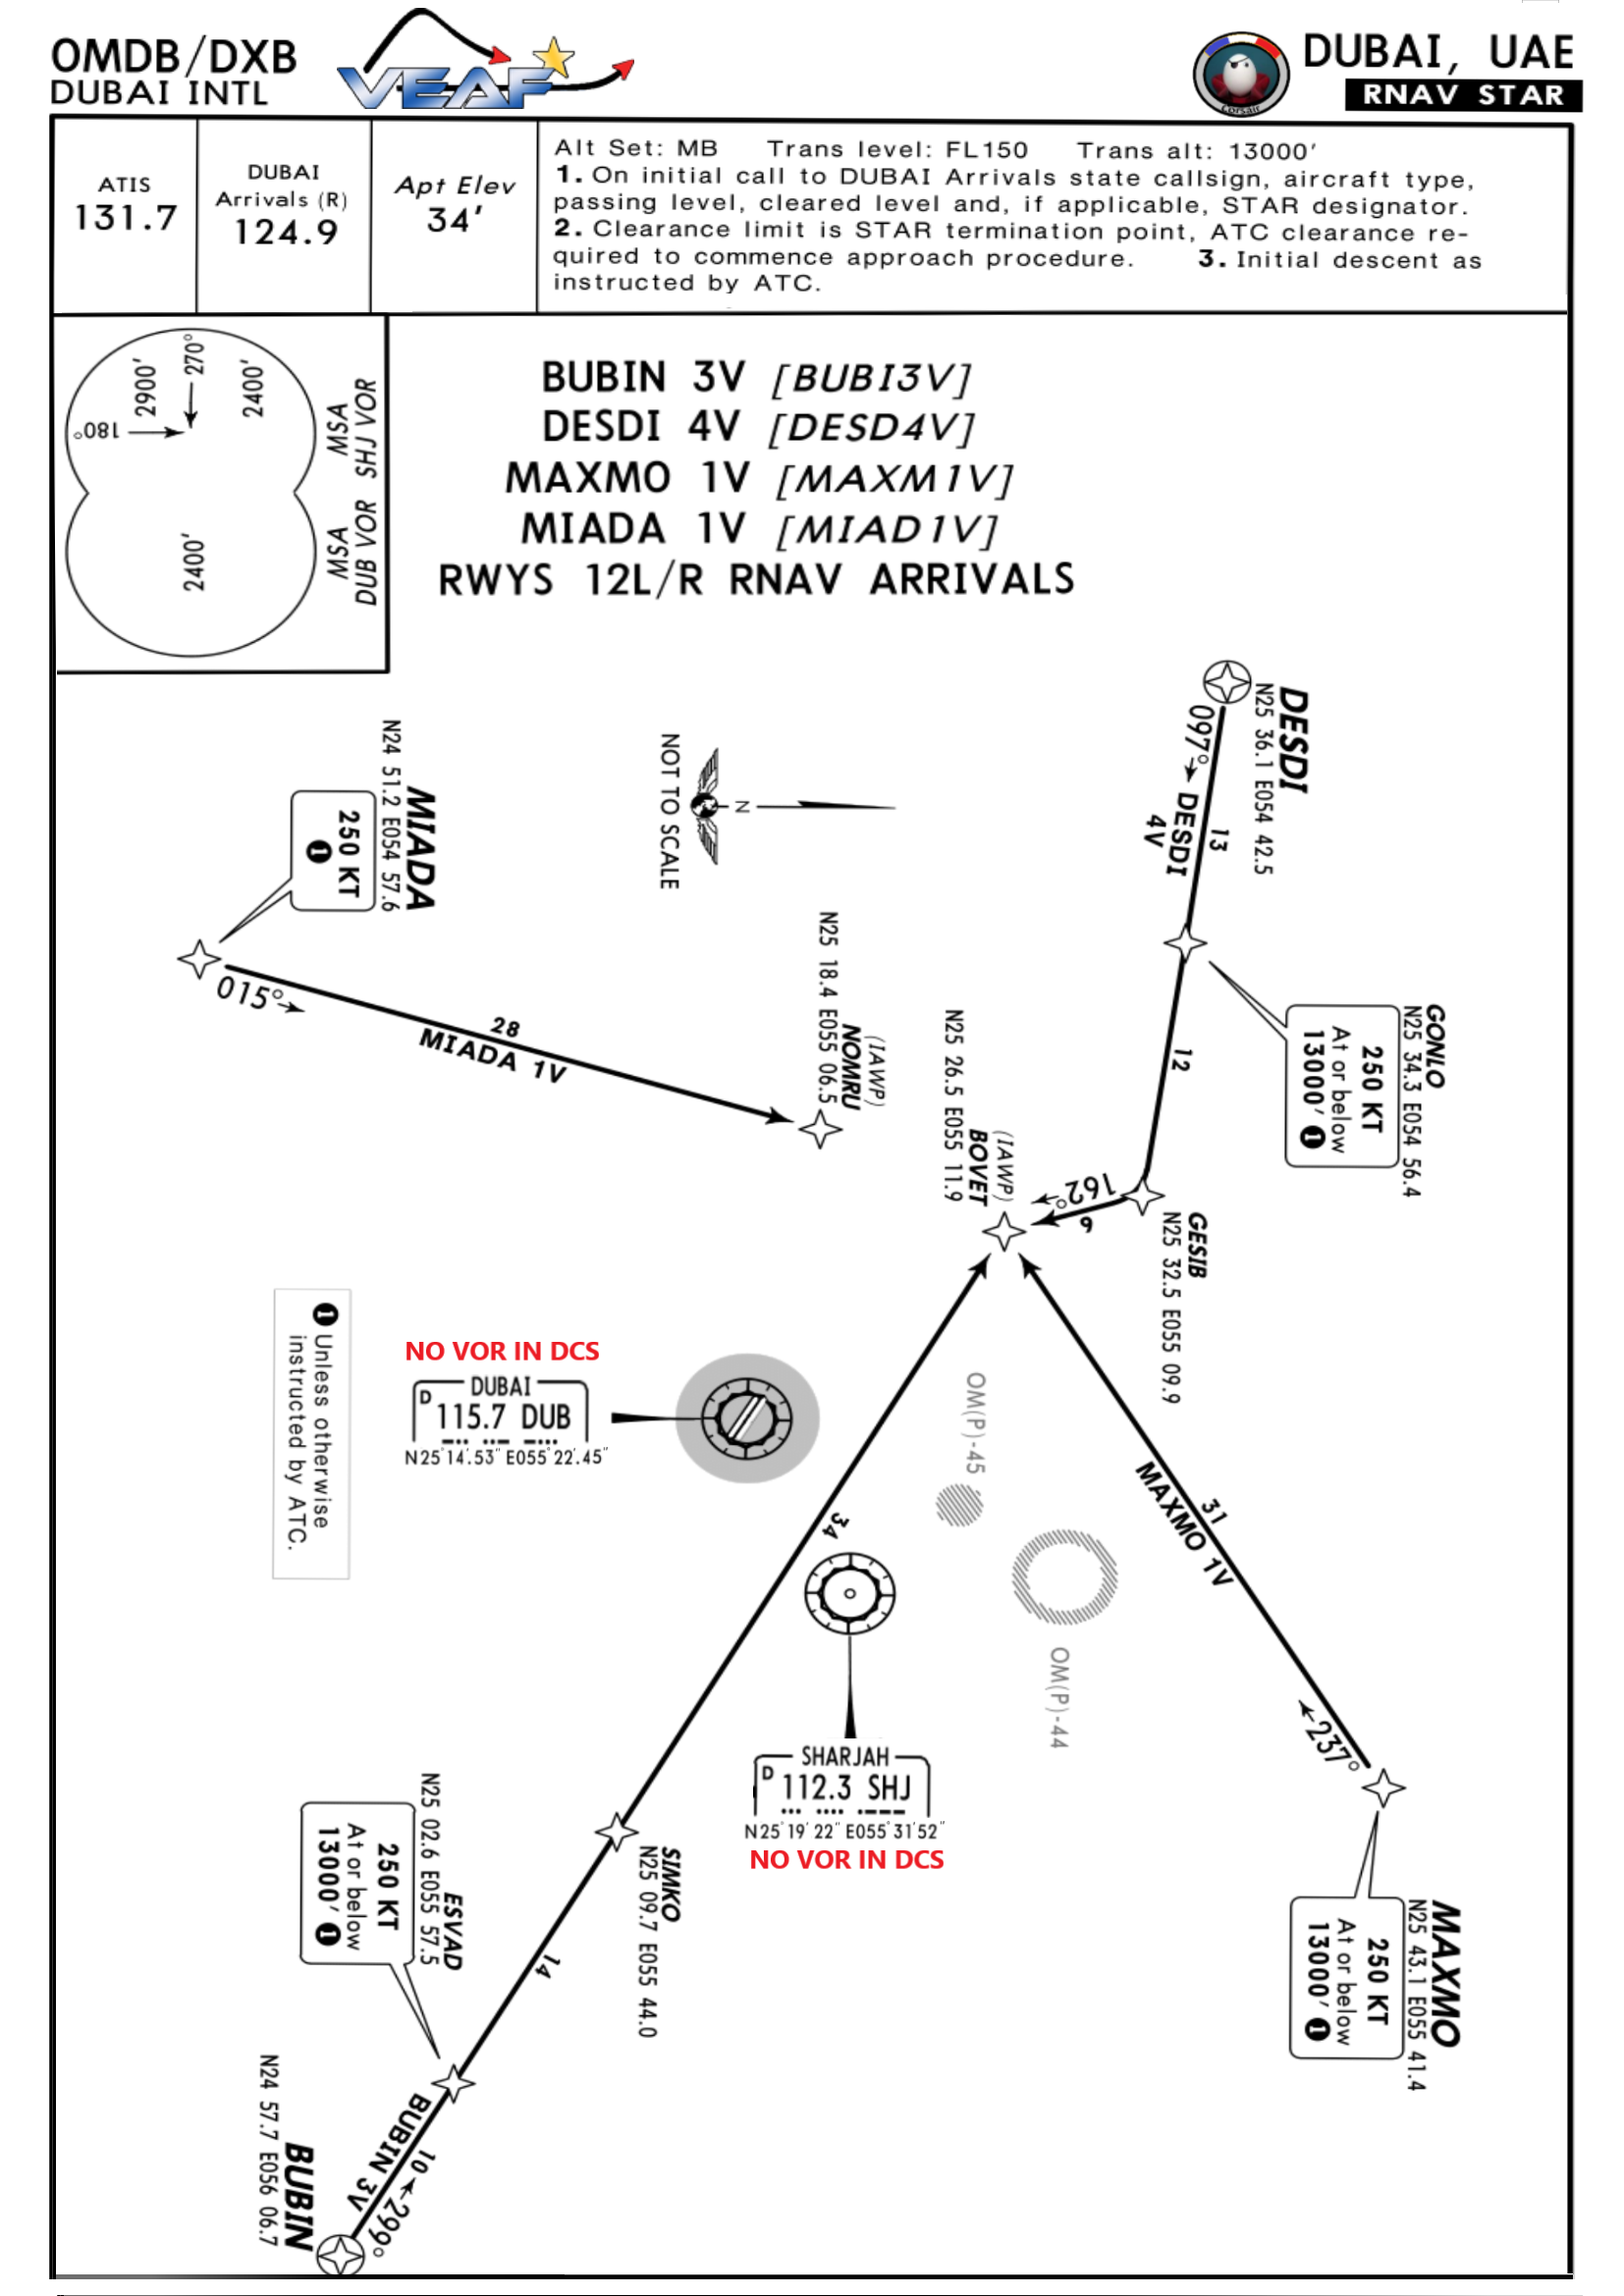 OMDB/DXB
DUBAI INTL
VEAF
Corsair
DUBAI, UAE
RNAV STAR
ATIS
131.7
DUBAI
Arrivals (R)
124.9
Apt Elev
34'
Alt Set: MB Trans level: FL150 Trans alt: 13000'
1. On initial call to DUBAI Arrivals state callsign, aircraft type,
passing level, cleared level and, if applicable, STAR designator.
2. Clearance limit is STAR termination point, ATC clearance re-
quired to commence approach procedure. 3. Initial descent as
instructed by ATC.
270°
180°
2900'
2400'
2400'
SHJ VOR
MSA
DUB VOR
MSA
BUBIN 3V [BUBI3V]
DESDI 4V [DESD4V]
MAXMO 1V [MAXM1V]
MIADA 1V [MIAD1V]
RWYS 12L/R RNAV ARRIVALS
DESDI
N25 36.1 E054 42.5
097°
DESDI
4V
13
NOT TO SCALE
N
MIADA
N24 51.2 E054 57.6
250 KT
1
015°
28
MIADA 1V
(IAWP)
NOMRU
N25 18.4 E055 06.5
GONLO
N25 34.3 E054 56.4
250 KT
At or below
13000' 1
12
(IAWP)
BOVET
N25 26.5 E055 11.9
162°
6
GESIB
N25 32.5 E055 09.9
1 Unless otherwise
instructed by ATC.
NO VOR IN DCS
DUBAI
D 115.7 DUB
N25°14'.53" E055°22'.45"
OM(P)-45
OM(P)-44
31
MAXMO 1V
34
237°
SHARJAH
D 112.3 SHJ
N25°19'22" E055°31'52"
NO VOR IN DCS
MAXMO
N25 43.1 E055 41.4
250 KT
At or below
13000' 1
SIMKO
N25 09.7 E055 44.0
14
ESVAD
N25 02.6 E055 57.5
250 KT
At or below
13000' 1
BUBIN 3V
10
299°
BUBIN
N24 57.7 E056 06.7